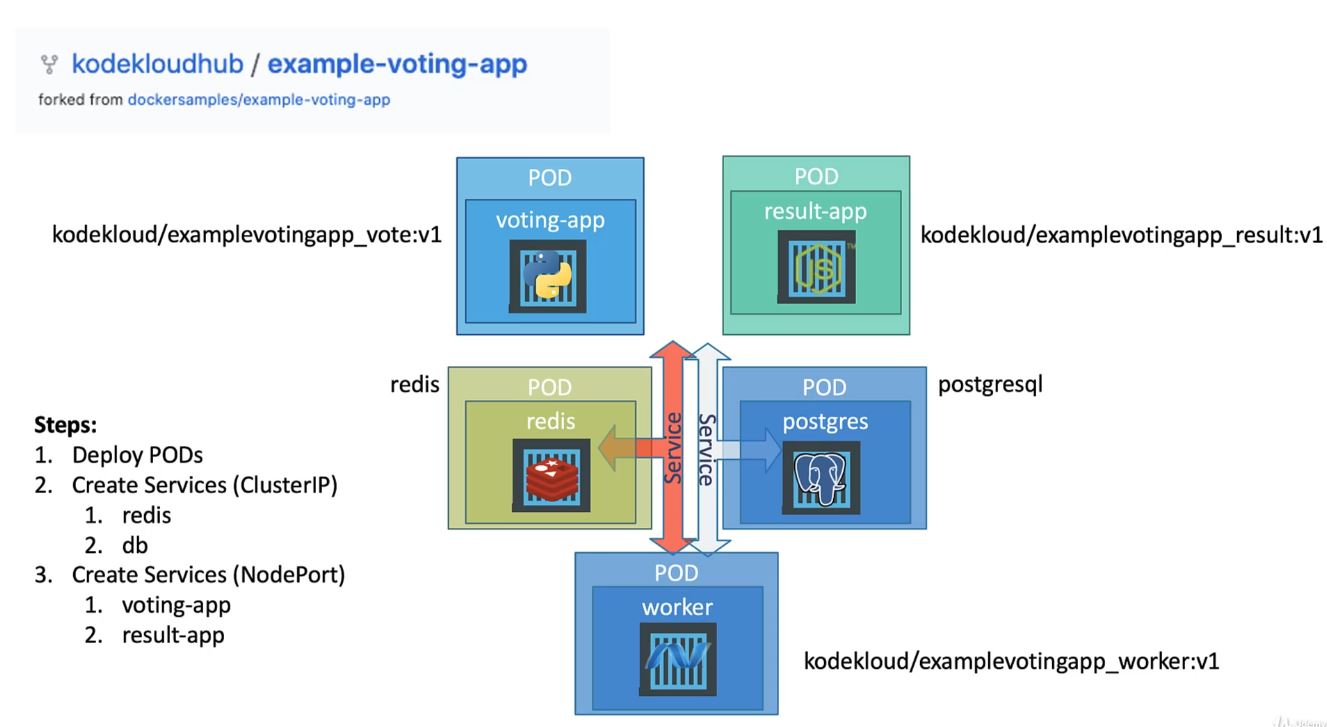 kodekloudhub / example-voting-app
forked from dockersamples/example-voting-app
POD
voting-app
kodekloud/examplevotingapp_vote:v1
POD
result-app
JS
TM
kodekloud/examplevotingapp_result:v1
redis
POD
redis
Service
Service
POD
postgres
postgresql
Steps:
1. Deploy PODs
2. Create Services (ClusterIP)
1. redis
2. db
3. Create Services (NodePort)
1. voting-app
2. result-app
POD
worker
kodekloud/examplevotingapp_worker:v1